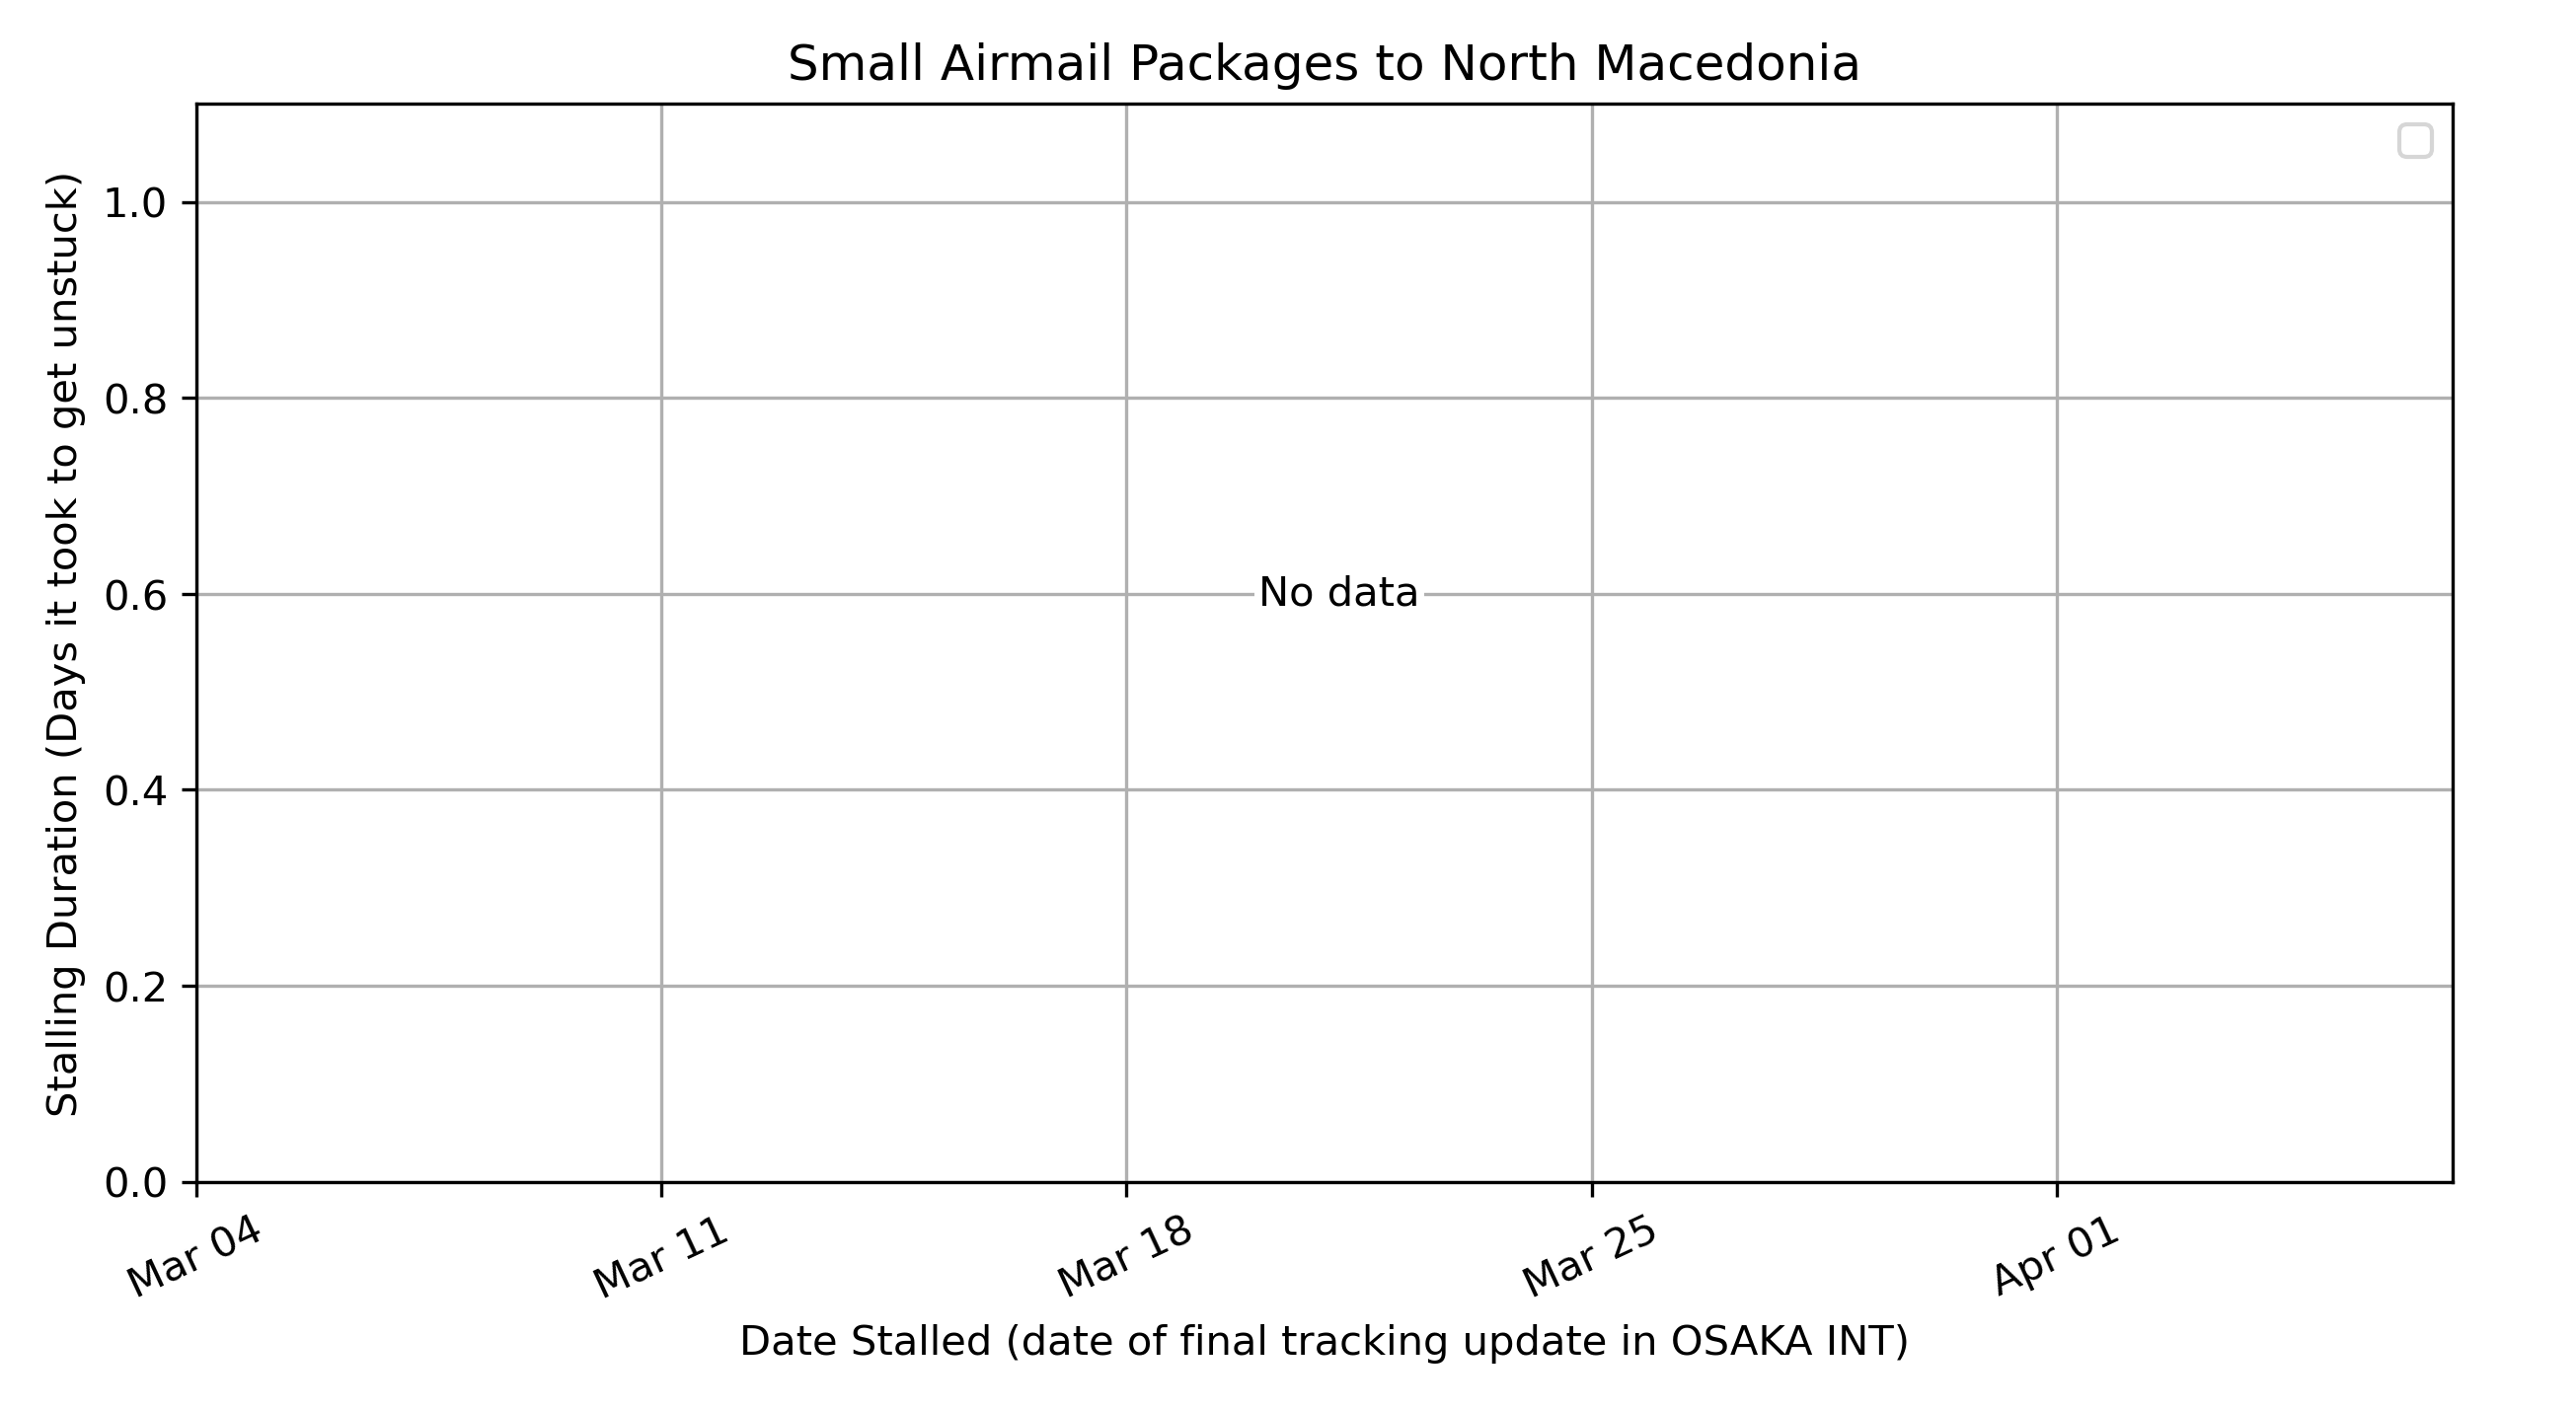 Small Airmail Packages to North Macedonia
Stalling Duration (Days it took to get unstuck)
1.0
0.8
0.6
0.4
0.2
0.0
No data
Mar 04
Mar 11
Mar 18
Mar 25
Apr 01
Date Stalled (date of final tracking update in OSAKA INT)